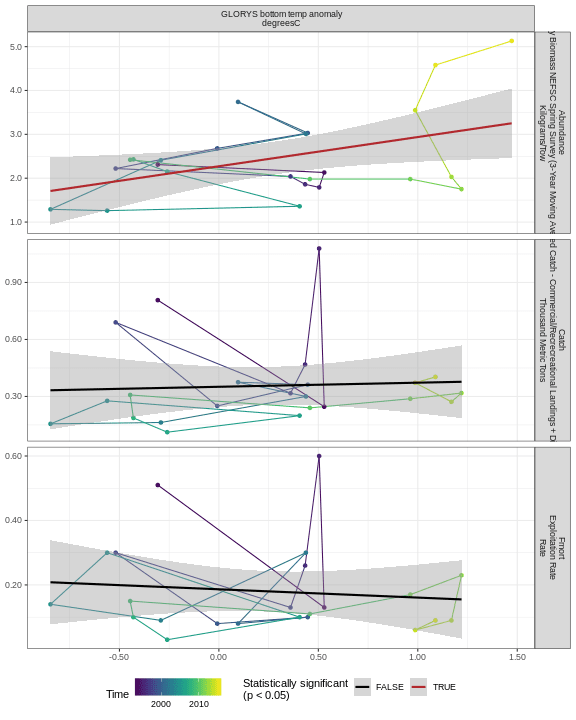 GLORYS bottom temp anomaly
degreesC
5.0
4.0
3.0
2.0
1.0
Abundance
y Biomass NEFSC Spring Survey (3-Year Moving Ave
Kilograms/tow
0.90
0.60
0.30
Catch
ed Catch - Commercial/Recreational Landings + D
Thousand Metric Tons
0.60
0.40
0.20
Fmort
Exploitation Rate
Rate
-0.50
0.00
0.50
1.00
1.50
Time
2000
2010
Statistically significant
(p < 0.05)
FALSE
TRUE